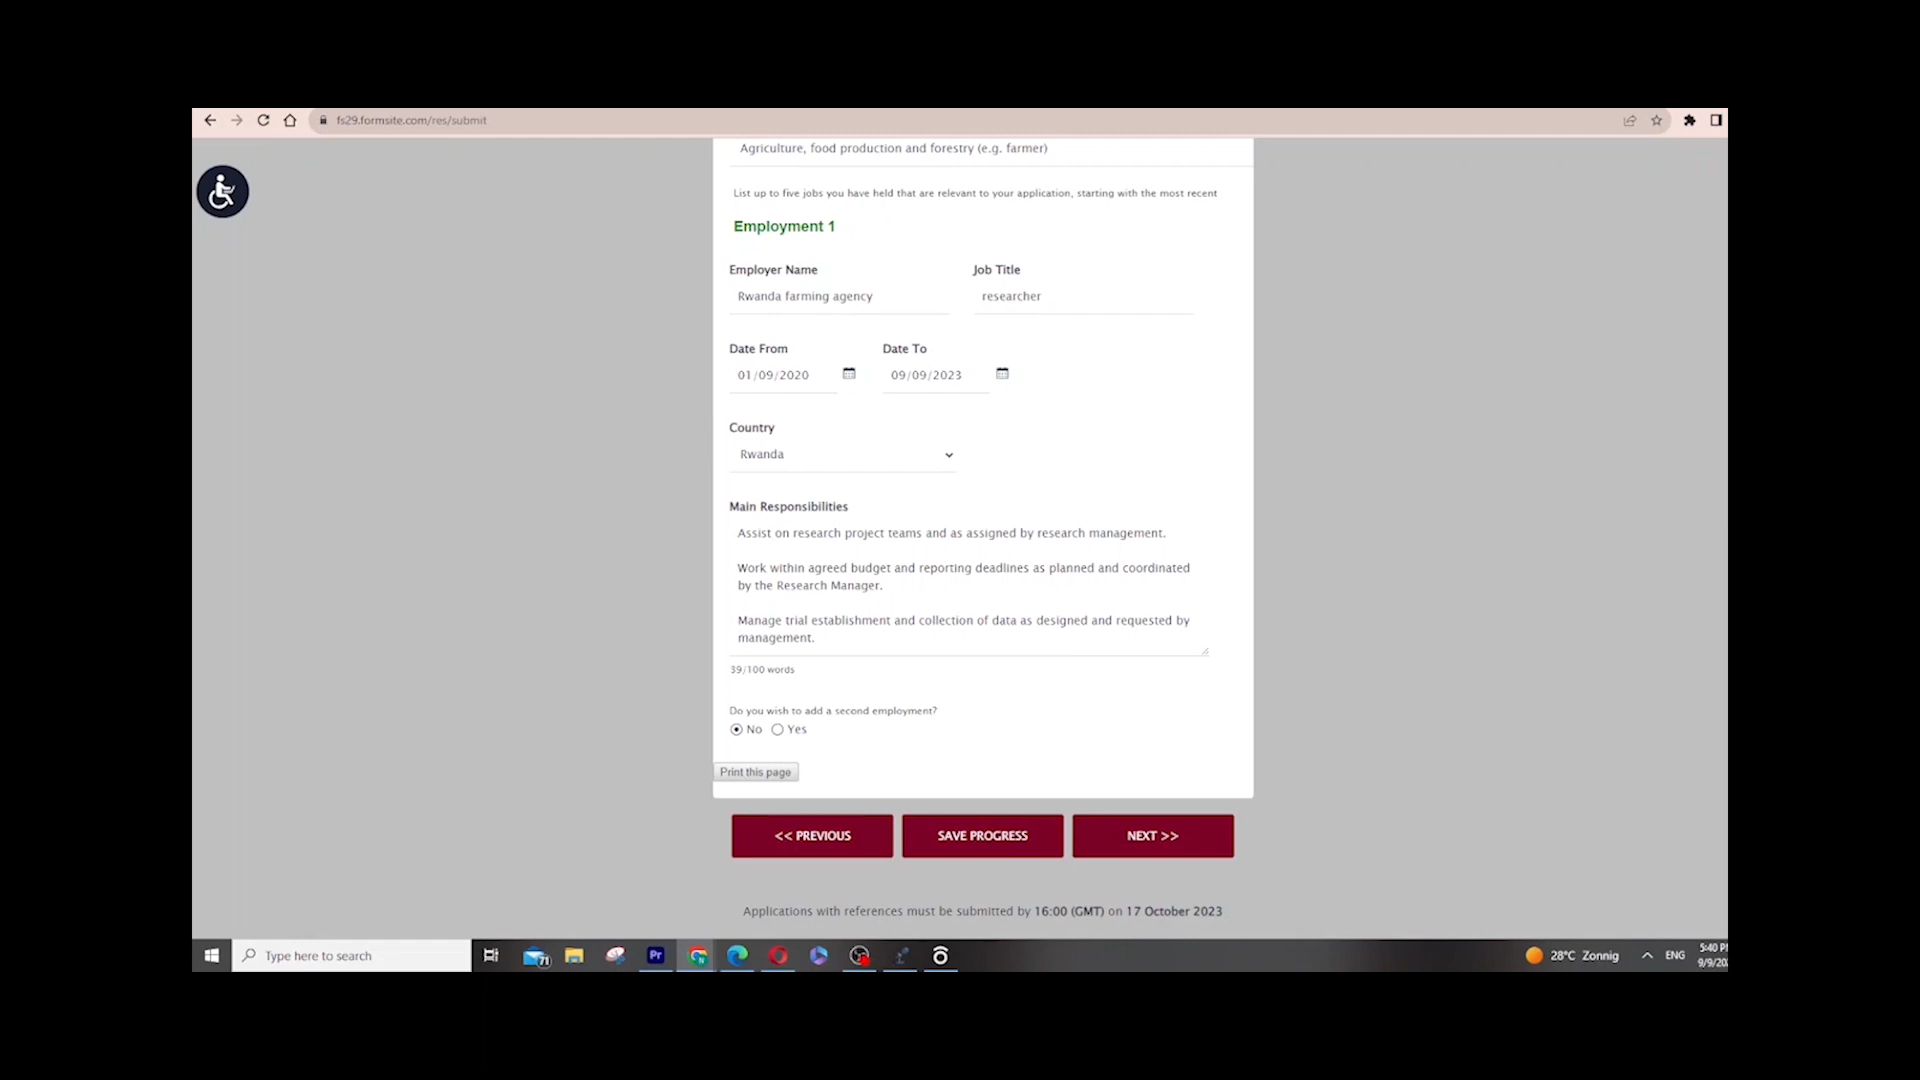 fs29.formsite.com/res/submit
Agriculture, food production and forestry (e.g. farmer)
List up to five jobs you have held that are relevant to your application, starting with the most recent
Employment 1
Employer Name Job Title
Rwanda farming agency researcher
Date From Date To
01/09/2020 09/09/2023
Country
Rwanda
Main Responsibilities
Assist on research project teams and as assigned by research management.
Work within agreed budget and reporting deadlines as planned and coordinated
by the Research Manager.
Manage trial establishment and collection of data as designed and requested by
management.
39/100 words
Do you wish to add a second employment?
No Yes
Print this page
<< PREVIOUS SAVE PROGRESS NEXT >>
Applications with references must be submitted by 16:00 (GMT) on 17 October 2023
Type here to search 71 Pr 28°C Zonnig ENG 5:40
9/9/20